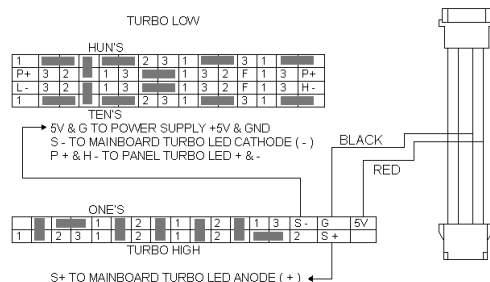 TURBO LOW
HUN'S
1 2 3 1 3 1
P+ 3 2 1 3 1 3 2 F 1 3 P+
L- 3 2 1 3 1 3 2 F 1 3 H-
1 2 3 1 3 1
TEN'S
5V & G TO POWER SUPPLY +5V & GND
S - TO MAINBOARD TURBO LED CATHODE ( - )
P + & H - TO PANEL TURBO LED + & -
BLACK
RED
ONE'S
1 2 1 2 1 2 1 3 S - G 5V
1 2 3 1 2 1 2 1 2 2 S +
TURBO HIGH
S+ TO MAINBOARD TURBO LED ANODE ( + )